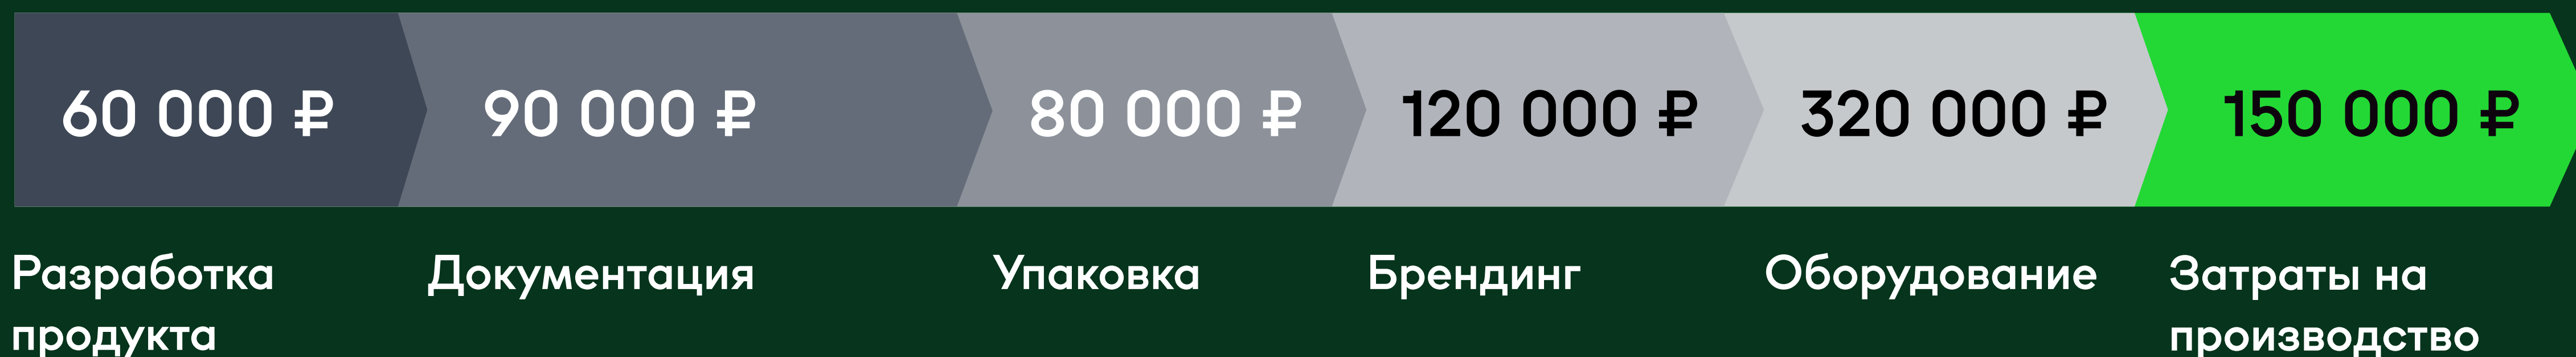 60 000 ₽ 90 000 ₽ 80 000 ₽ 120 000 ₽ 320 000 ₽ 150 000 ₽
Разработка Документация Упаковка Брендинг Оборудование Затраты на
продукта производство